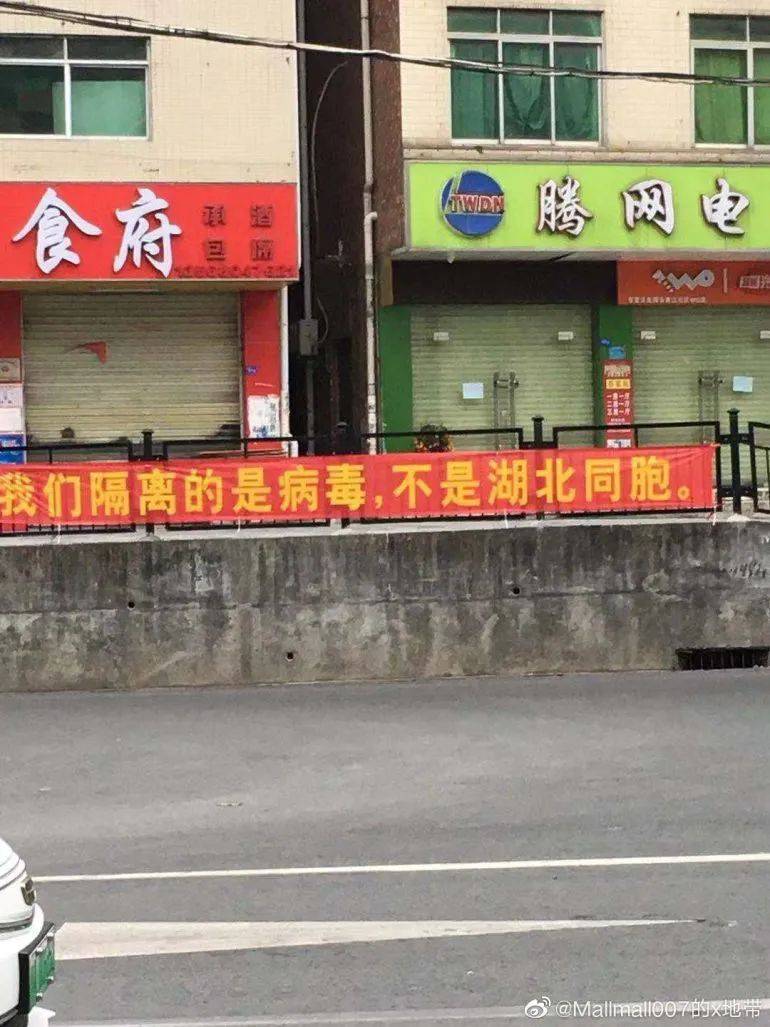 食府
承 酒
包 席
TWDN
腾网电
我们隔离的是病毒,不是湖北同胞。
@Mallmall007的x地带